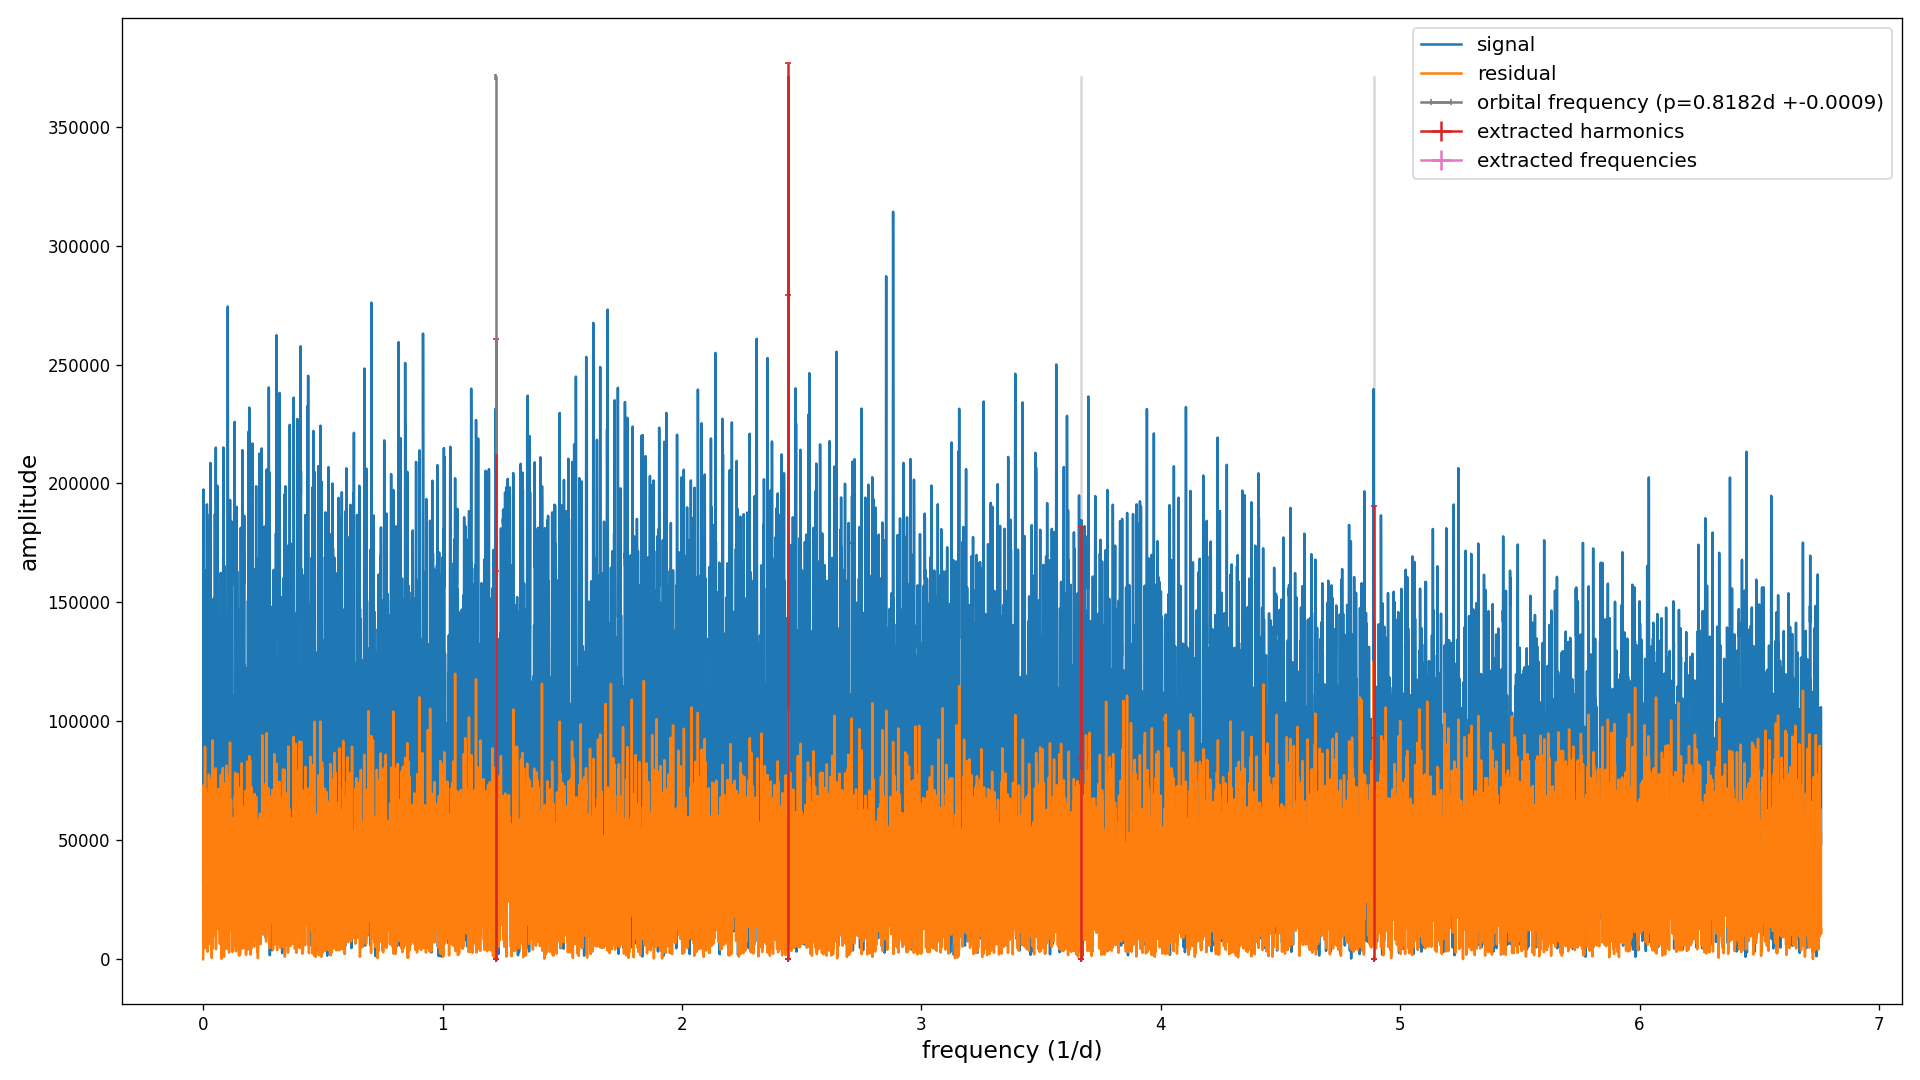 signal
residual
orbital frequency (p=0.8182d +-0.0009)
extracted harmonics
extracted frequencies
350000
300000
250000
200000
150000
100000
50000
0
amplitude
0 1 2 3 4 5 6 7
frequency (1/d)